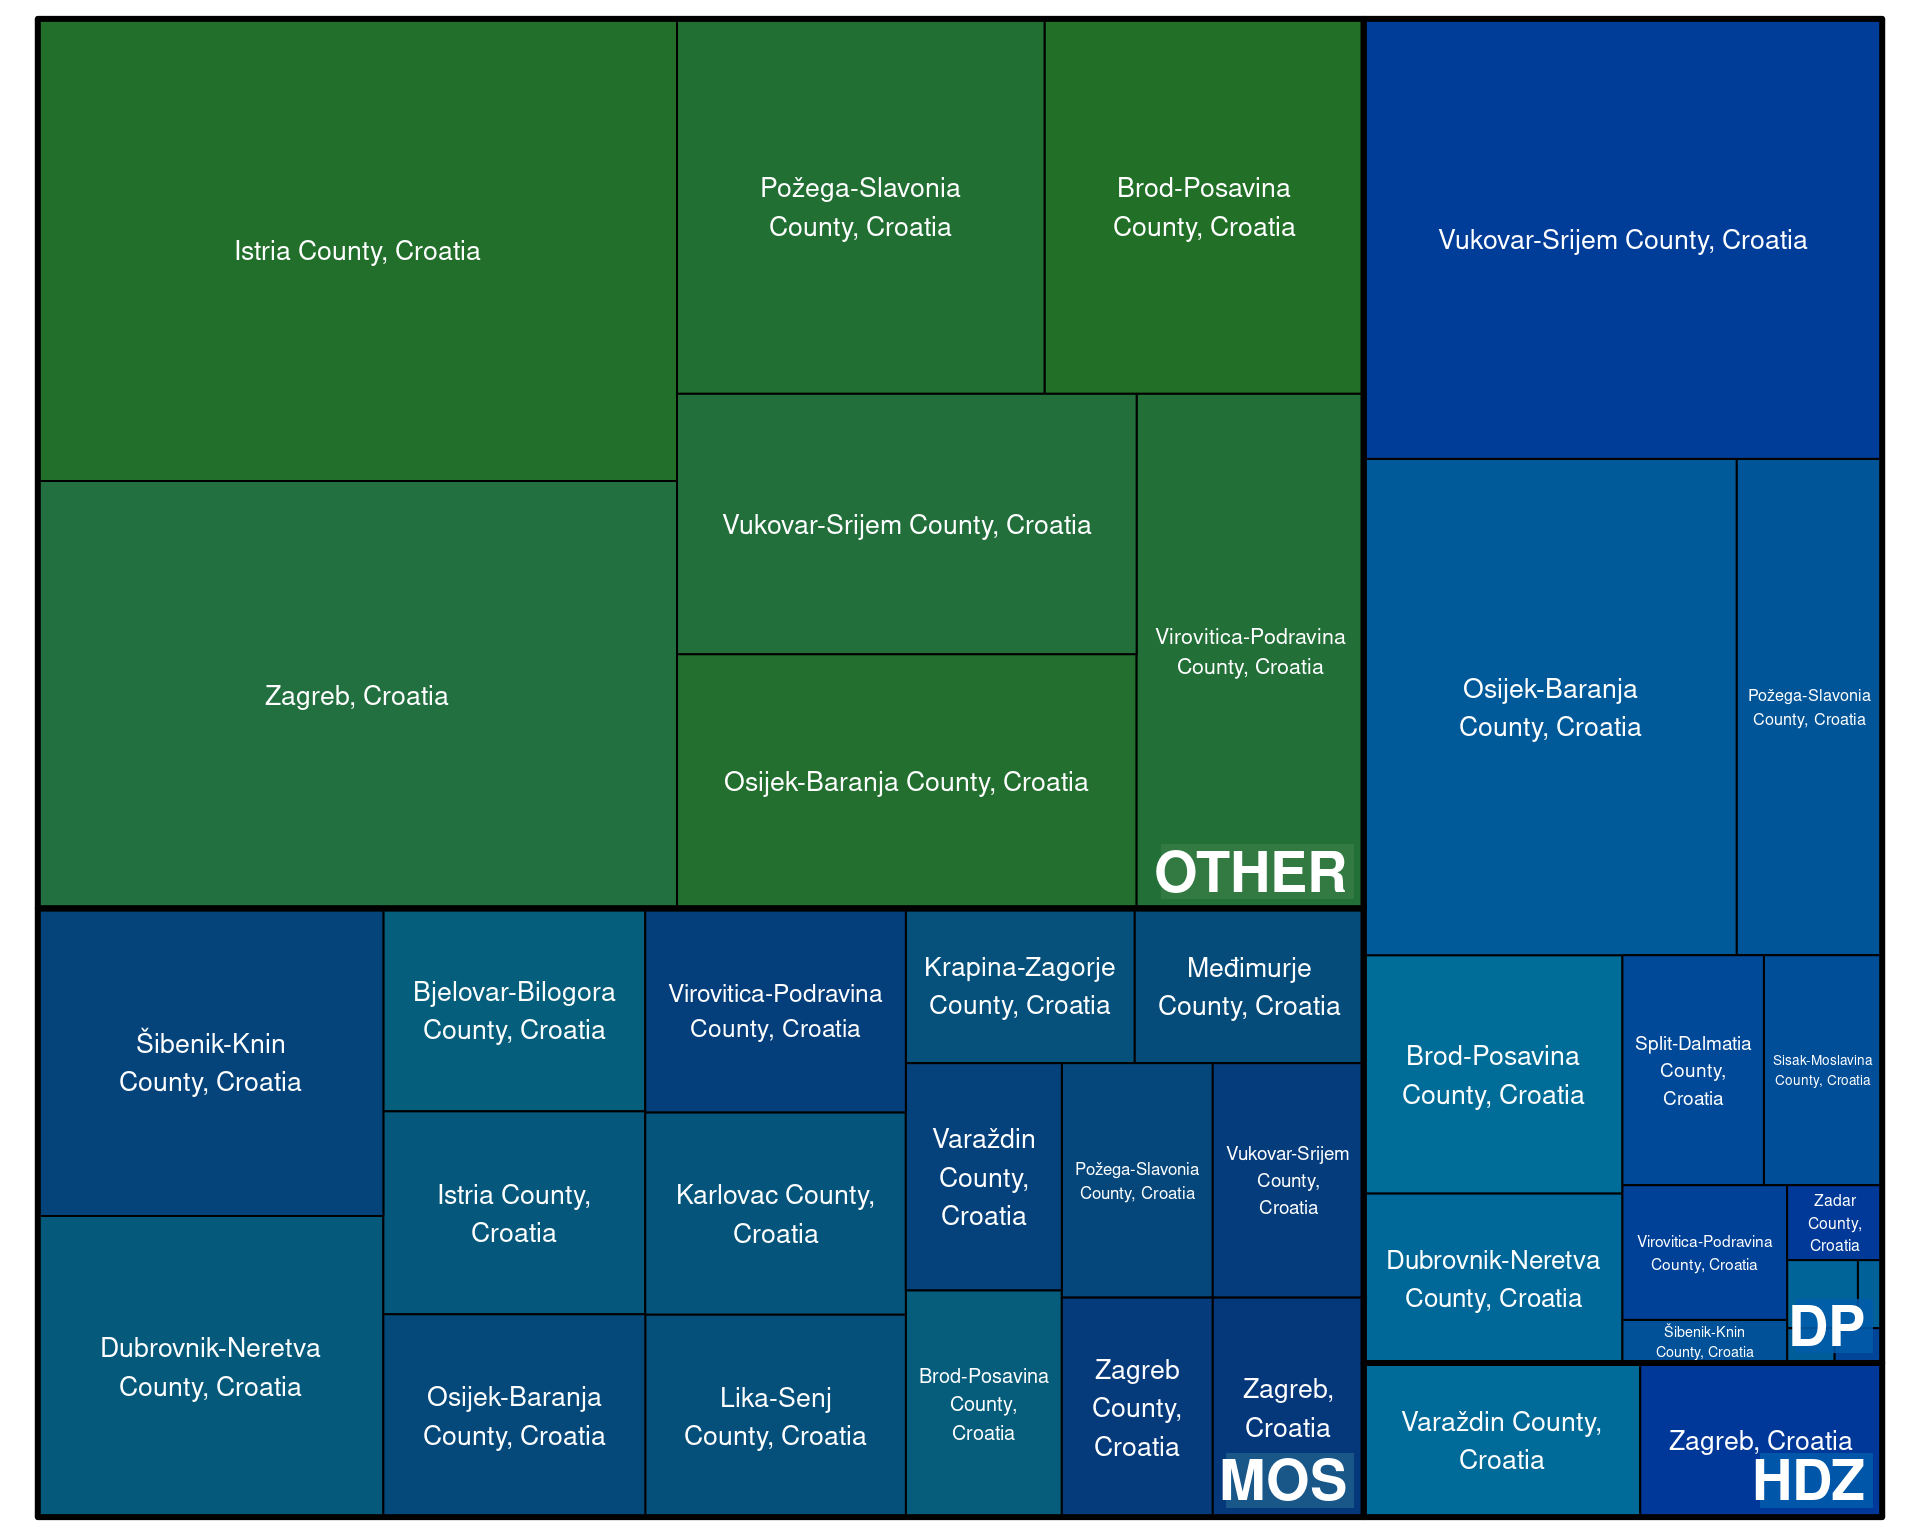 Istria County, Croatia
Zagreb, Croatia
Požega-Slavonia
County, Croatia
Brod-Posavina
County, Croatia
Vukovar-Srijem County, Croatia
Osijek-Baranja County, Croatia
Virovitica-Podravina
County, Croatia
OTHER
Šibenik-Knin
County, Croatia
Dubrovnik-Neretva
County, Croatia
Bjelovar-Bilogora
County, Croatia
Istria County,
Croatia
Osijek-Baranja
County, Croatia
Virovitica-Podravina
County, Croatia
Karlovac County,
Croatia
Lika-Senj
County, Croatia
Krapina-Zagorje
County, Croatia
Međimurje
County, Croatia
Varaždin
County,
Croatia
Brod-Posavina
County,
Croatia
Požega-Slavonia
County, Croatia
Vukovar-Srijem
County,
Croatia
Zagreb
County,
Croatia
Zagreb,
Croatia
MOS
Vukovar-Srijem County, Croatia
Osijek-Baranja
County, Croatia
Požega-Slavonia
County, Croatia
Brod-Posavina
County, Croatia
Dubrovnik-Neretva
County, Croatia
Split-Dalmatia
County,
Croatia
Sisak-Moslavina
County, Croatia
Virovitica-Podravina
County, Croatia
Šibenik-Knin
County, Croatia
Zadar
County,
Croatia
DP
Varaždin County,
Croatia
Zagreb, Croatia
HDZ